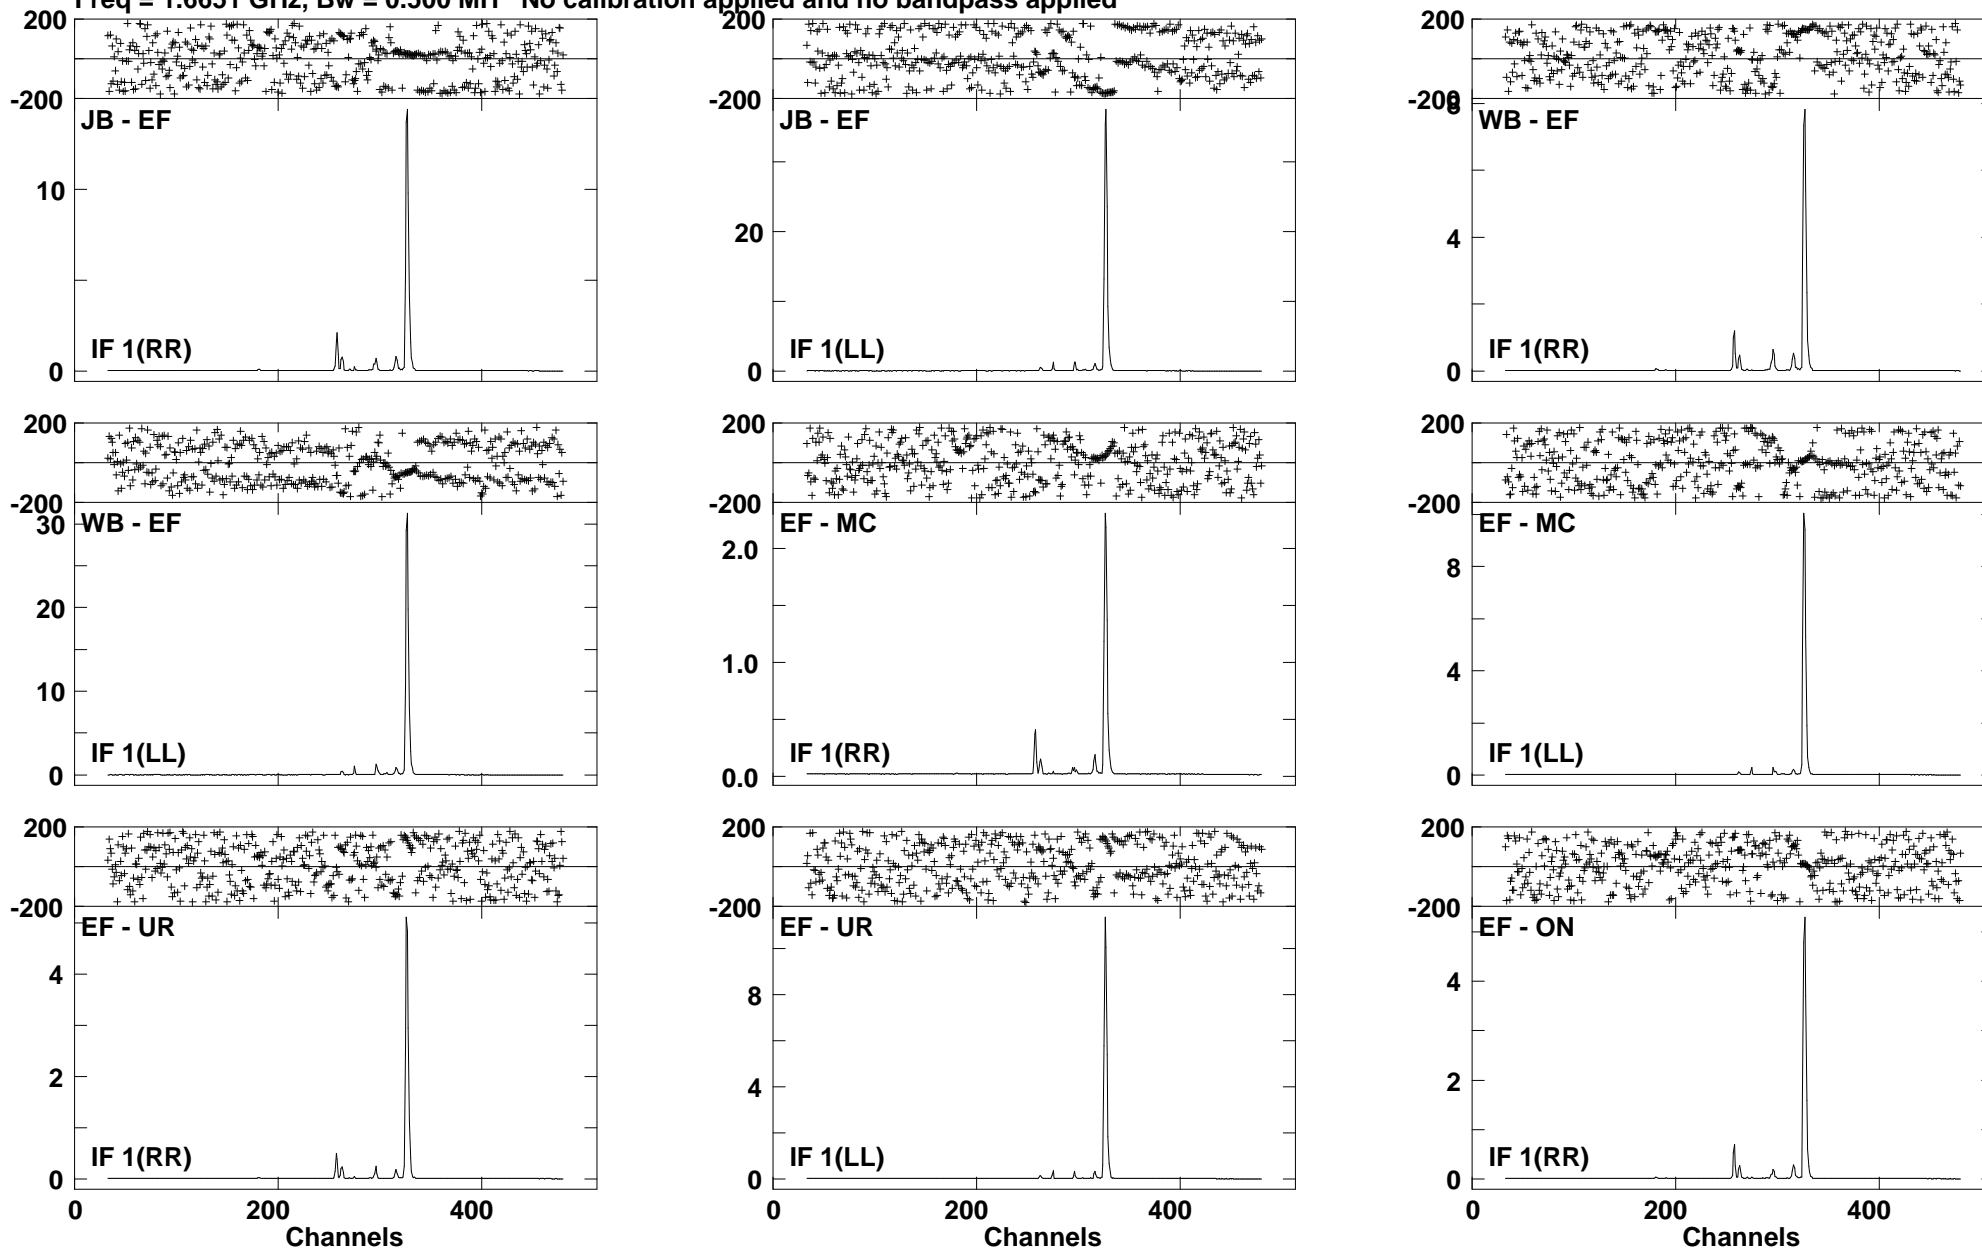 Freq = 1.6651 GHz, Bw = 0.500 MH No calibration applied and no bandpass applied
200
-200
JB - EF
10
0
IF 1(RR)
200
-200
JB - EF
20
0
IF 1(LL)
200
-200
8
WB - EF
4
0
IF 1(RR)
200
-200
WB - EF
30
20
10
0
IF 1(LL)
200
-200
EF - MC
2.0
1.0
0.0
IF 1(RR)
200
-200
EF - MC
8
4
0
IF 1(LL)
200
-200
EF - UR
4
2
0
IF 1(RR)
0 200 400
Channels
200
-200
EF - UR
8
4
0
IF 1(LL)
0 200 400
Channels
200
-200
EF - ON
4
2
0
IF 1(RR)
0 200 400
Channels